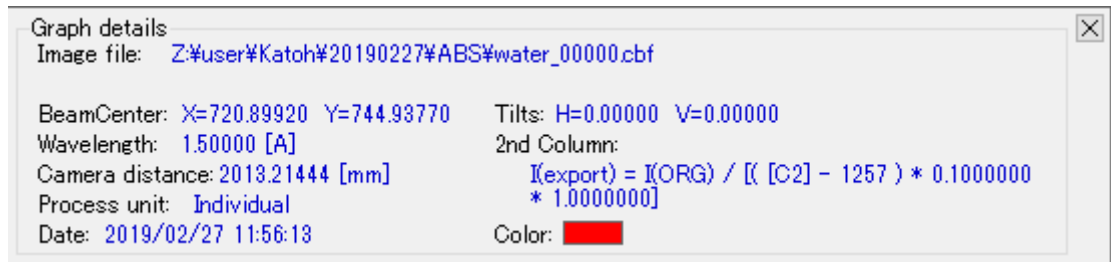 Graph details
Image file: Z:¥user¥Katoh¥20190227¥ABS¥water_00000.cbf
BeamCenter: X=720.89920 Y=744.93770
Tilts: H=0.00000 V=0.00000
Wavelength: 1.50000 [A]
2nd Column:
Camera distance: 2013.21444 [mm]
I(export) = I(ORG) / [( [C2] - 1257 ) * 0.1000000
* 1.0000000]
Process unit: Individual
Date: 2019/02/27 11:56:13
Color: